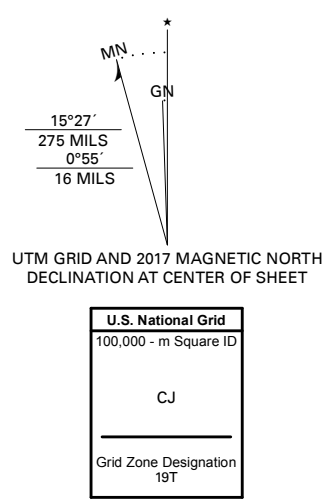 MN
GN
15°27´
275 MILS
0°55´
16 MILS
UTM GRID AND 2017 MAGNETIC NORTH
DECLINATION AT CENTER OF SHEET
U.S. National Grid
100,000 - m Square ID
CJ
Grid Zone Designation
19T